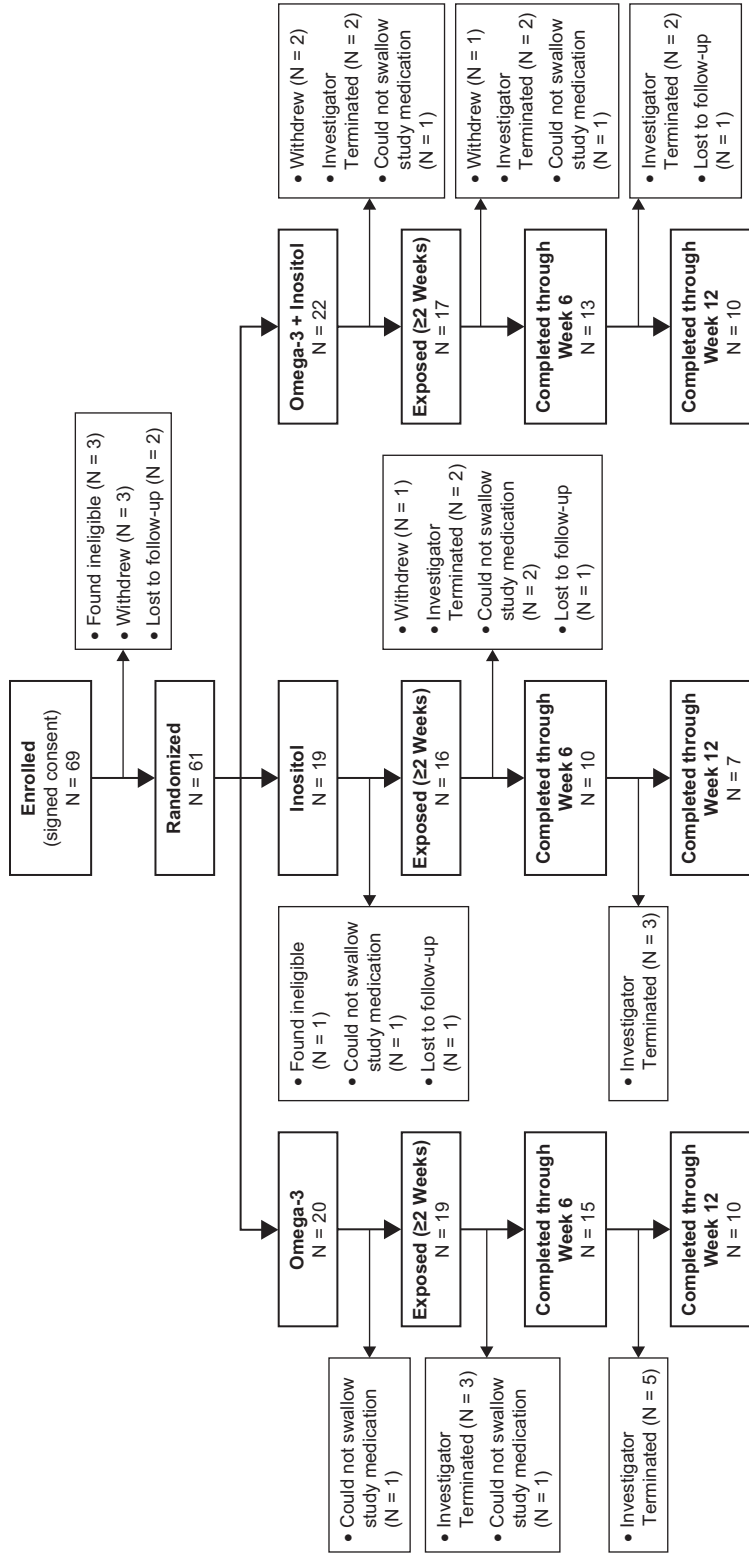 Enrolled
(signed consent)
N = 69
• Found ineligible (N = 3)
• Withdrew (N = 3)
• Lost to follow-up (N = 2)
Randomized
N = 61
Omega-3
N = 20
• Could not swallow
study medication
(N = 1)
Exposed (≥2 Weeks)
N = 19
• Investigator
Terminated (N = 3)
• Could not swallow
study medication
(N = 1)
Completed through
Week 6
N = 15
• Investigator
Terminated (N = 5)
Completed through
Week 12
N = 10
Inositol
N = 19
• Found ineligible
(N = 1)
• Could not swallow
study medication
(N = 1)
• Lost to follow-up
(N = 1)
Exposed (≥2 Weeks)
N = 16
• Withdrew (N = 1)
• Investigator
Terminated (N = 2)
• Could not swallow
study medication
(N = 2)
• Lost to follow-up
(N = 1)
Completed through
Week 6
N = 10
• Investigator
Terminated (N = 3)
Completed through
Week 12
N = 7
Omega-3 + Inositol
N = 22
• Withdrew (N = 2)
• Investigator
Terminated (N = 2)
• Could not swallow
study medication
(N = 1)
Exposed (≥2 Weeks)
N = 17
• Withdrew (N = 1)
• Investigator
Terminated (N = 2)
• Could not swallow
study medication
(N = 1)
Completed through
Week 6
N = 13
• Investigator
Terminated (N = 2)
• Lost to follow-up
(N = 1)
Completed through
Week 12
N = 10